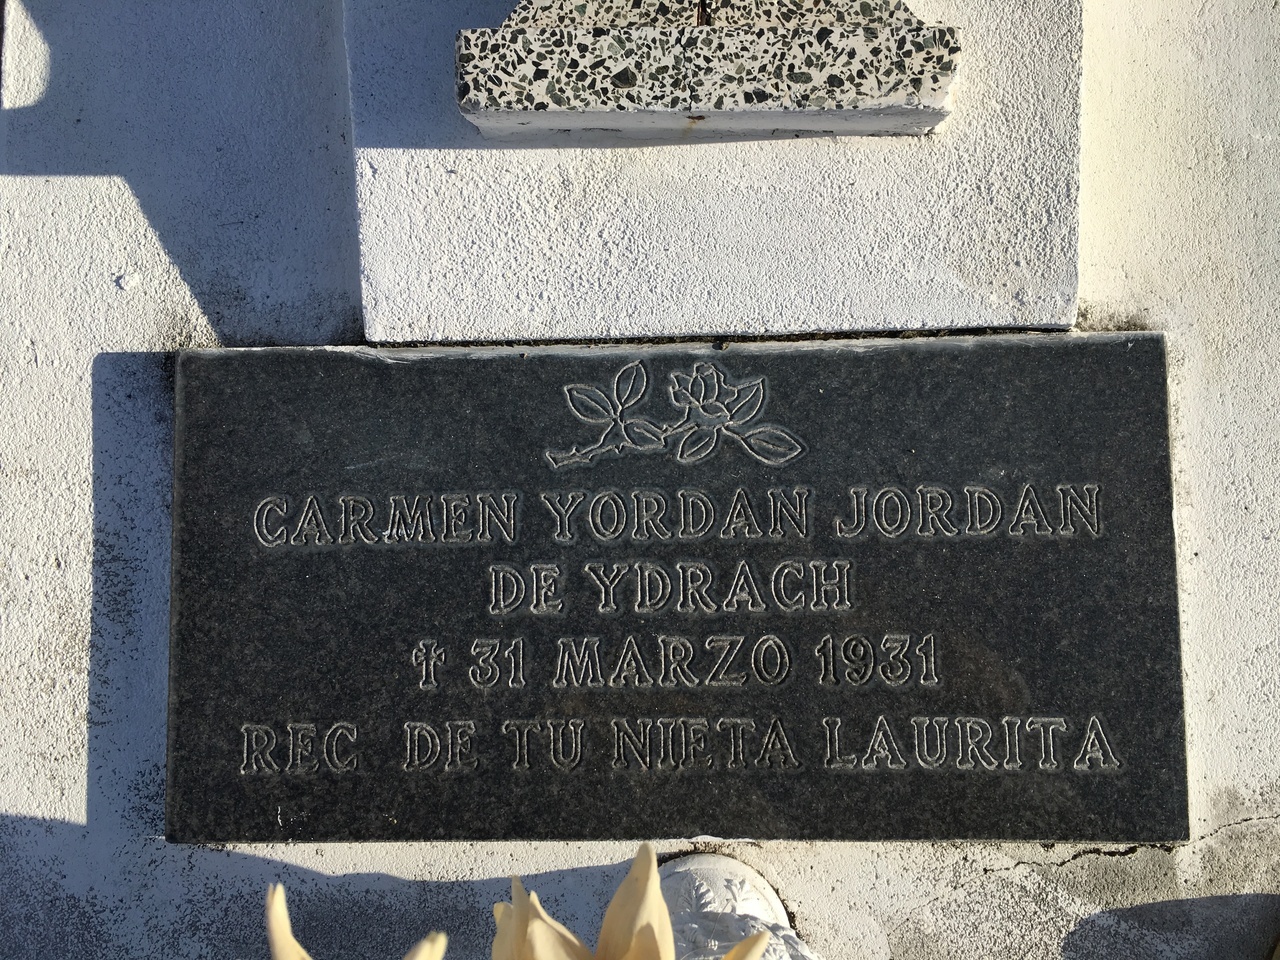 CARMEN YORDAN JORDAN
DE YDRACH
✝ 31 MARZO 1931
REC DE TU NIETA LAURITA